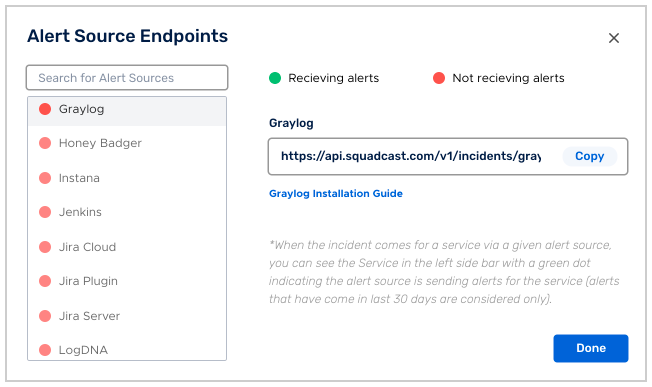 Alert Source Endpoints
Search for Alert Sources
Graylog
Honey Badger
Instana
Jenkins
Jira Cloud
Jira Plugin
Jira Server
LogDNA
Recieving alerts
Not recieving alerts
Graylog
https://api.squadcast.com/v1/incidents/gray
Copy
Graylog Installation Guide
*When the incident comes for a service via a given alert source,
you can see the Service in the left side bar with a green dot
indicating the alert source is sending alerts for the service (alerts
that have come in last 30 days are considered only).
Done